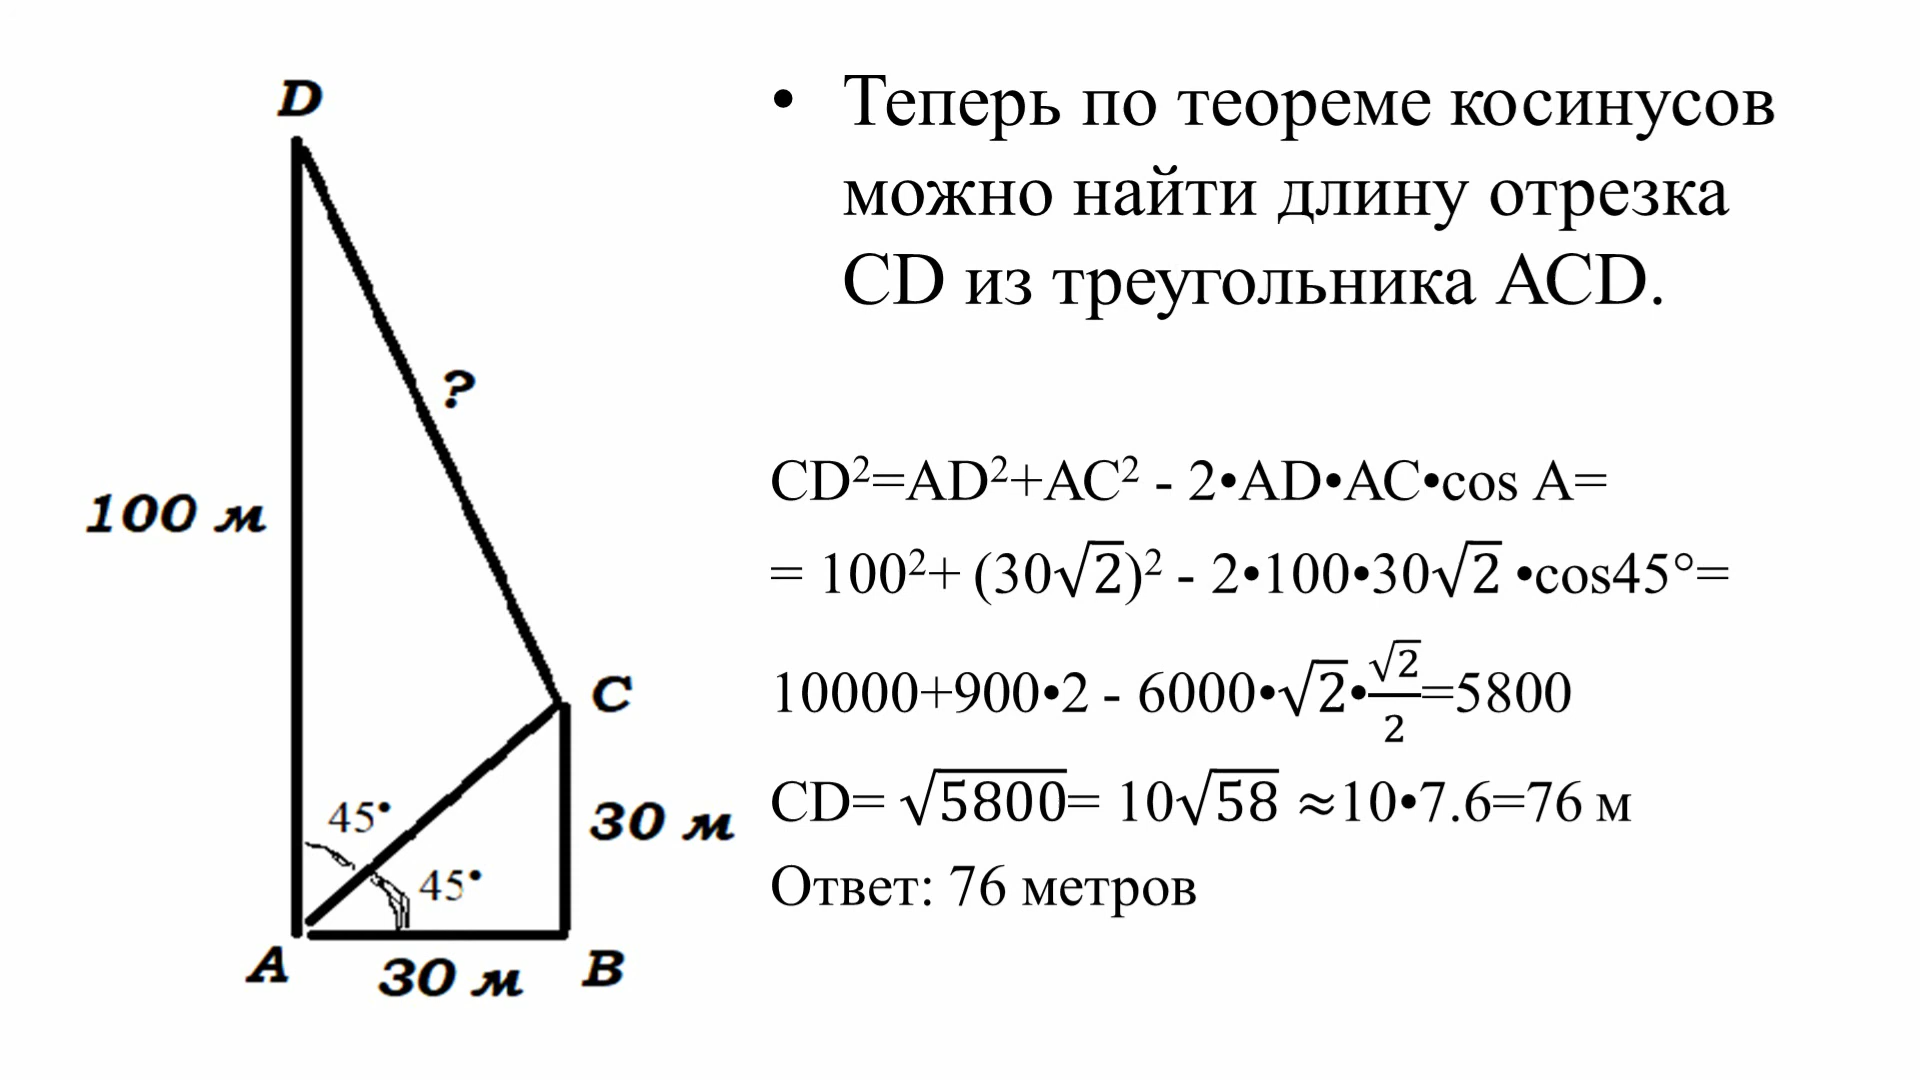 D
?
100 м
C
45°
30 м
45°
A
30 м
B
• Теперь по теореме косинусов
можно найти длину отрезка
CD из треугольника ACD.
CD²=AD²+AC² - 2•AD•AC•cos A=
= 100²+ (30√2)² - 2•100•30√2 •cos45°=
10000+900•2 - 6000•√2•√2/2=5800
CD= √5800= 10√58 ≈10•7.6=76 м
Ответ: 76 метров